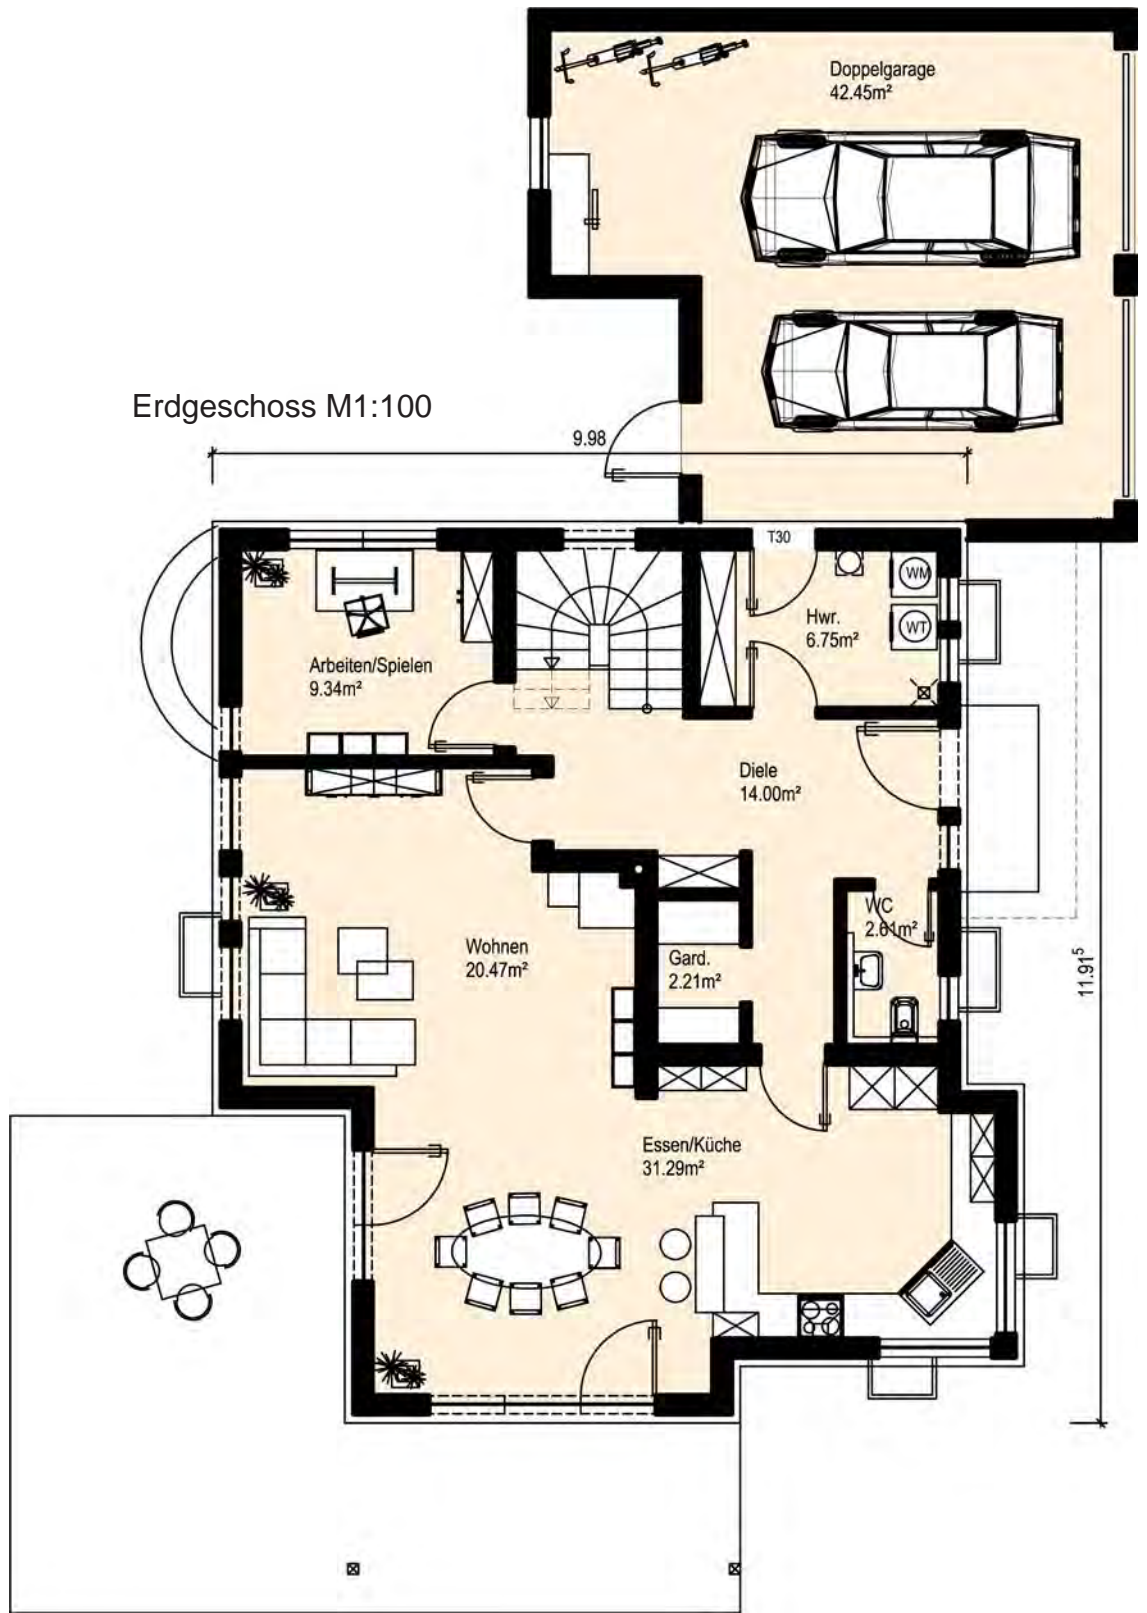 Doppelgarage
42.45m²
Erdgeschoss M1:100
9.98
T30
WM
Hwr.
6.75m²
WT
Arbeiten/Spielen
9.34m²
Diele
14.00m²
WC
2.61m²
Wohnen
20.47m²
Gard.
2.21m²
11.91⁵
Essen/Küche
31.29m²